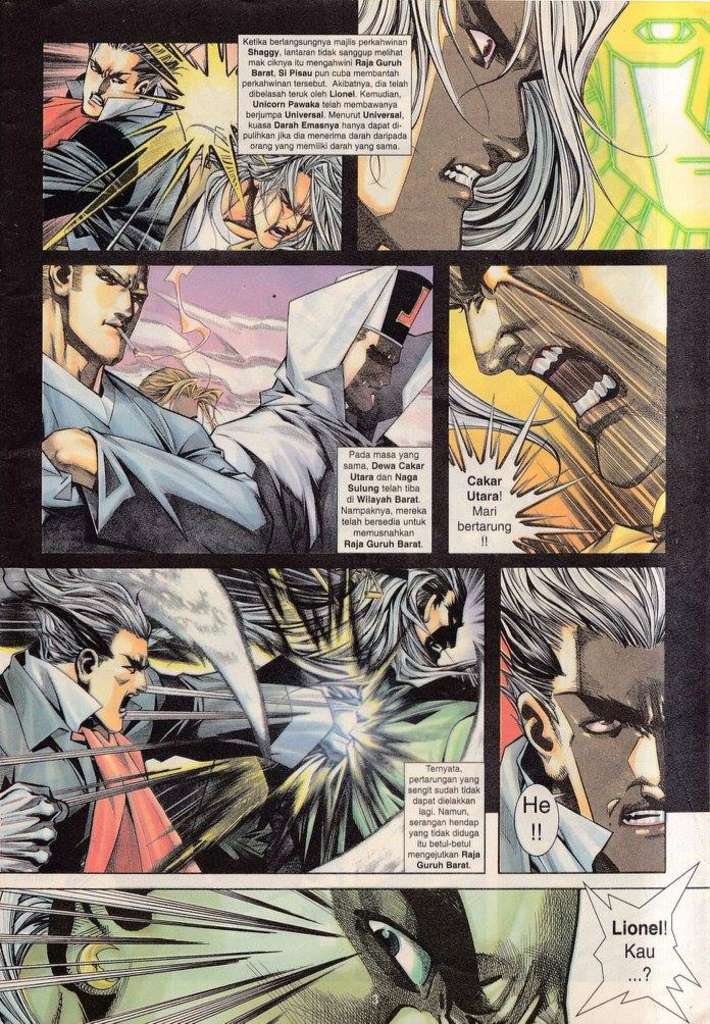 Ketika berlangsungnya majlis perkahwinan
Shaggy, lantaran tidak sanggup melihat
mak ciknya itu mengahwini Raja Guruh
Barat, Si Pisau pun cuba membantah
perkahwinan tersebut. Akibatnya, dia telah
dibelasah teruk oleh Lionel. Kemudian,
Unicorn Pawaka telah membawanya
berjumpa Universal. Menurut Universal,
kuasa Darah Emasnya hanya dapat di-
pulihkan jika dia menerima darah daripada
orang yang memiliki darah yang sama.
Pada masa yang
sama, Dewa Cakar
Utara dan Naga
Sulung telah tiba
di Wilayah Barat.
Nampaknya, mereka
telah bersedia untuk
memusnahkan
Raja Guruh Barat.
Cakar
Utara!
Mari
bertarung
!!
Ternyata,
pertarungan yang
sengit sudah tidak
dapat dielakkan
lagi. Namun,
serangan hendap
yang tidak diduga
itu betul-betul
mengejutkan Raja
Guruh Barat.
He
!!
Lionel!
Kau
...?
3